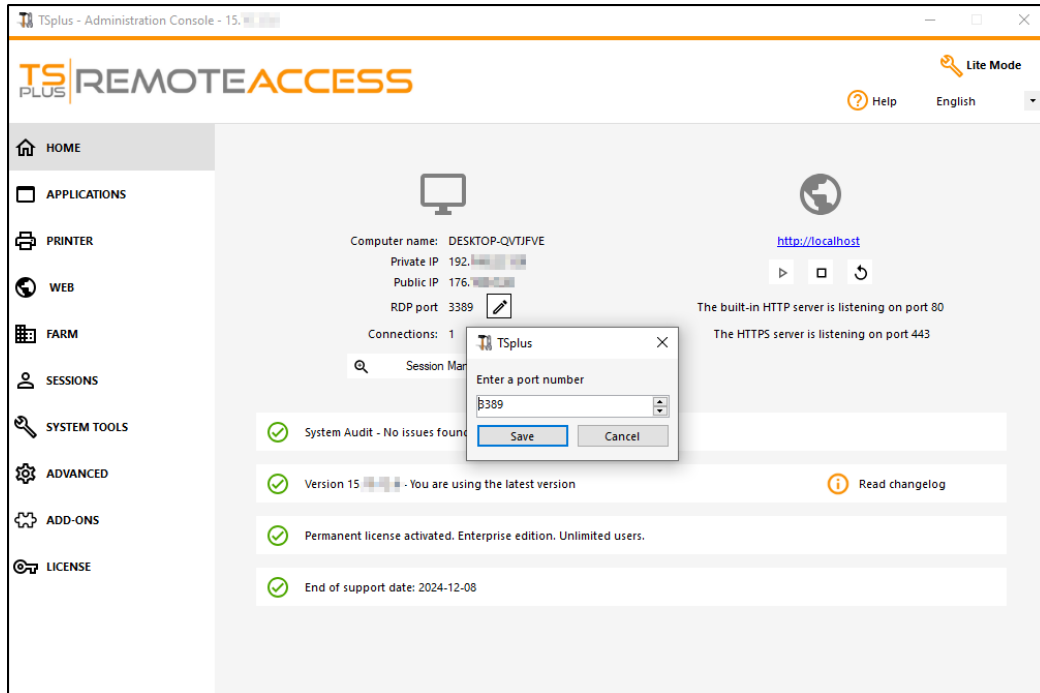 TSplus - Administration Console - 15.
TS PLUS REMOTEACCESS
Lite Mode
Help English
HOME
APPLICATIONS
PRINTER
WEB
FARM
SESSIONS
SYSTEM TOOLS
ADVANCED
ADD-ONS
LICENSE
Computer name: DESKTOP-QVTJFVE
Private IP 192.
Public IP 176.
RDP port 3389
Connections: 1
Session Man
http://localhost
The built-in HTTP server is listening on port 80
The HTTPS server is listening on port 443
TSplus
Enter a port number
3389
Save Cancel
System Audit - No issues found
Version 15 - You are using the latest version
Read changelog
Permanent license activated. Enterprise edition. Unlimited users.
End of support date: 2024-12-08